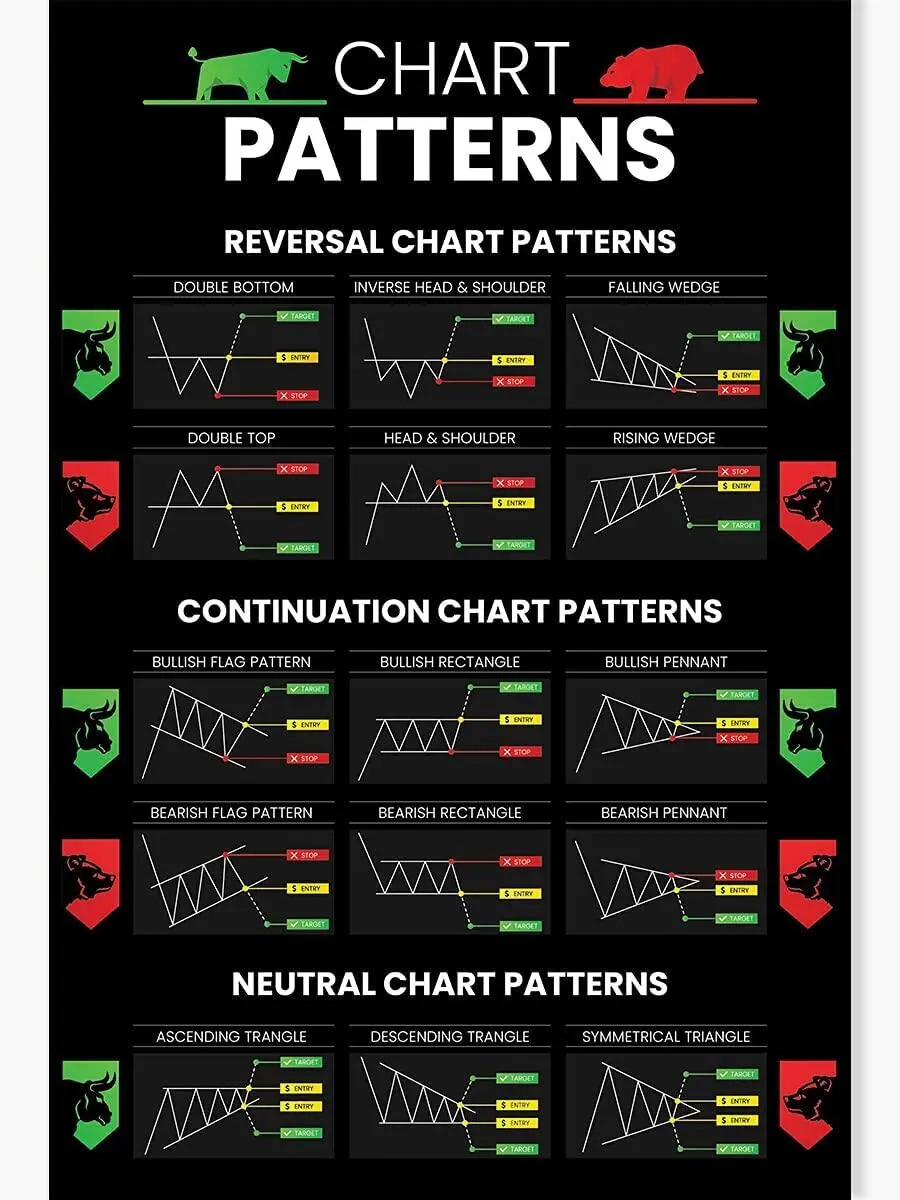 CHART
PATTERNS
REVERSAL CHART PATTERNS
DOUBLE BOTTOM
TARGET
$ ENTRY
STOP
INVERSE HEAD & SHOULDER
TARGET
$ ENTRY
STOP
FALLING WEDGE
TARGET
$ ENTRY
STOP
DOUBLE TOP
STOP
$ ENTRY
TARGET
HEAD & SHOULDER
STOP
$ ENTRY
TARGET
RISING WEDGE
STOP
$ ENTRY
TARGET
CONTINUATION CHART PATTERNS
BULLISH FLAG PATTERN
TARGET
$ ENTRY
STOP
BULLISH RECTANGLE
TARGET
$ ENTRY
STOP
BULLISH PENNANT
TARGET
$ ENTRY
STOP
BEARISH FLAG PATTERN
STOP
$ ENTRY
TARGET
BEARISH RECTANGLE
STOP
$ ENTRY
TARGET
BEARISH PENNANT
STOP
$ ENTRY
TARGET
NEUTRAL CHART PATTERNS
ASCENDING TRANGLE
TARGET
$ ENTRY
$ ENTRY
TARGET
DESCENDING TRANGLE
TARGET
$ ENTRY
$ ENTRY
TARGET
SYMMETRICAL TRIANGLE
TARGET
$ ENTRY
$ ENTRY
TARGET